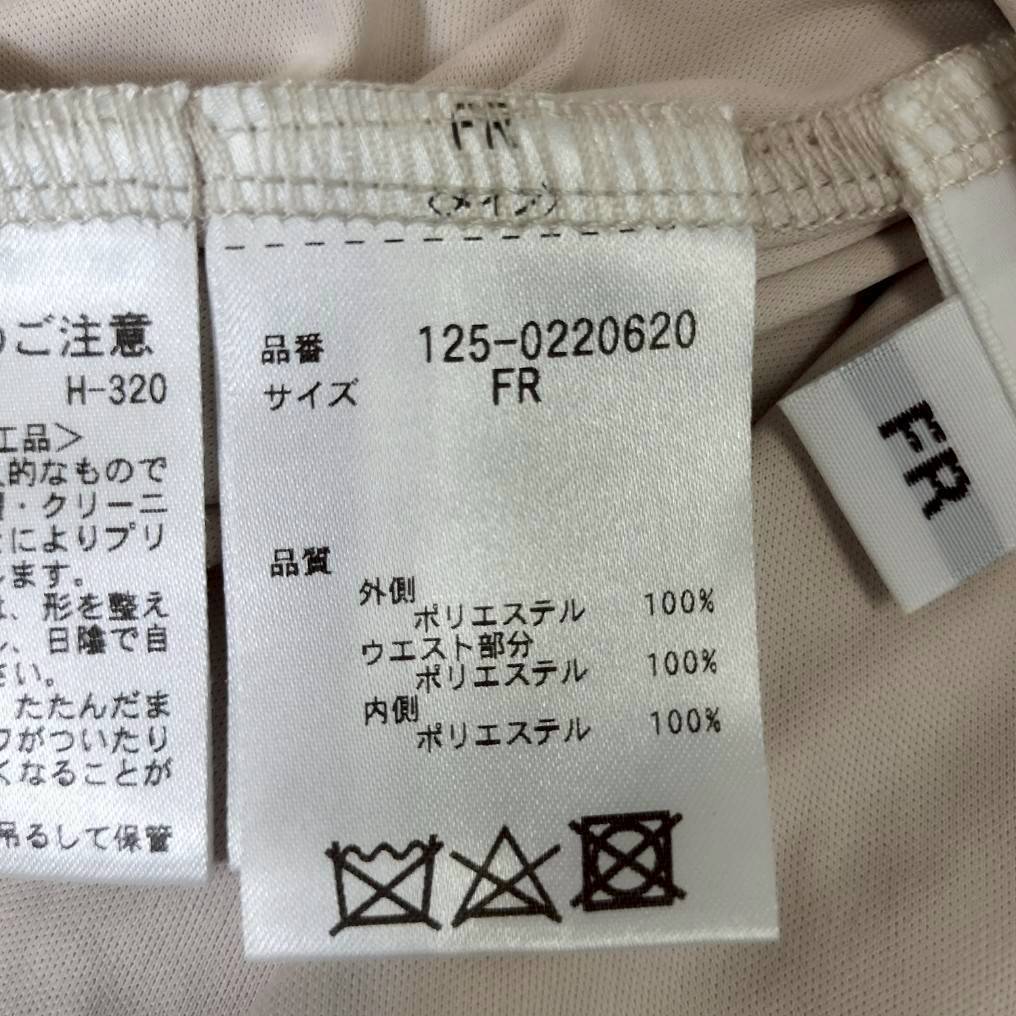 FR
〈メイン〉
品番 125-0220620
サイズ FR
品質
外側
ポリエステル 100%
ウエスト部分
ポリエステル 100%
内側
ポリエステル 100%
のご注意
H-320
工品＞
的なもので
・クリーニ
によりプリ
します。
、形を整え
、日陰で自
さい。
たたんだま
ワがついたり
くなることが
吊るして保管
FR